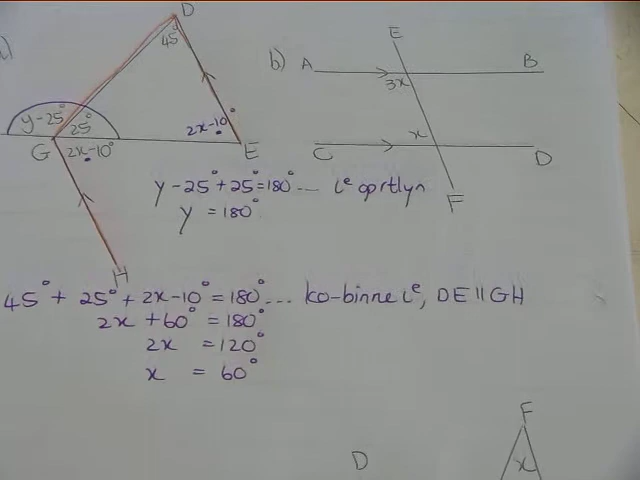 a)
D
45°
y-25°
25°
2x-10°
G
2x-10°
E
H
b)
E
A
B
3x
x
C
D
F
y-25°+25°=180°... L^e oprtlyn
y =180°
45°+ 25°+2x-10°=180°... ko-binne L^e, DE||GH
2x +60°=180°
2x =120°
x = 60°
D
F
x